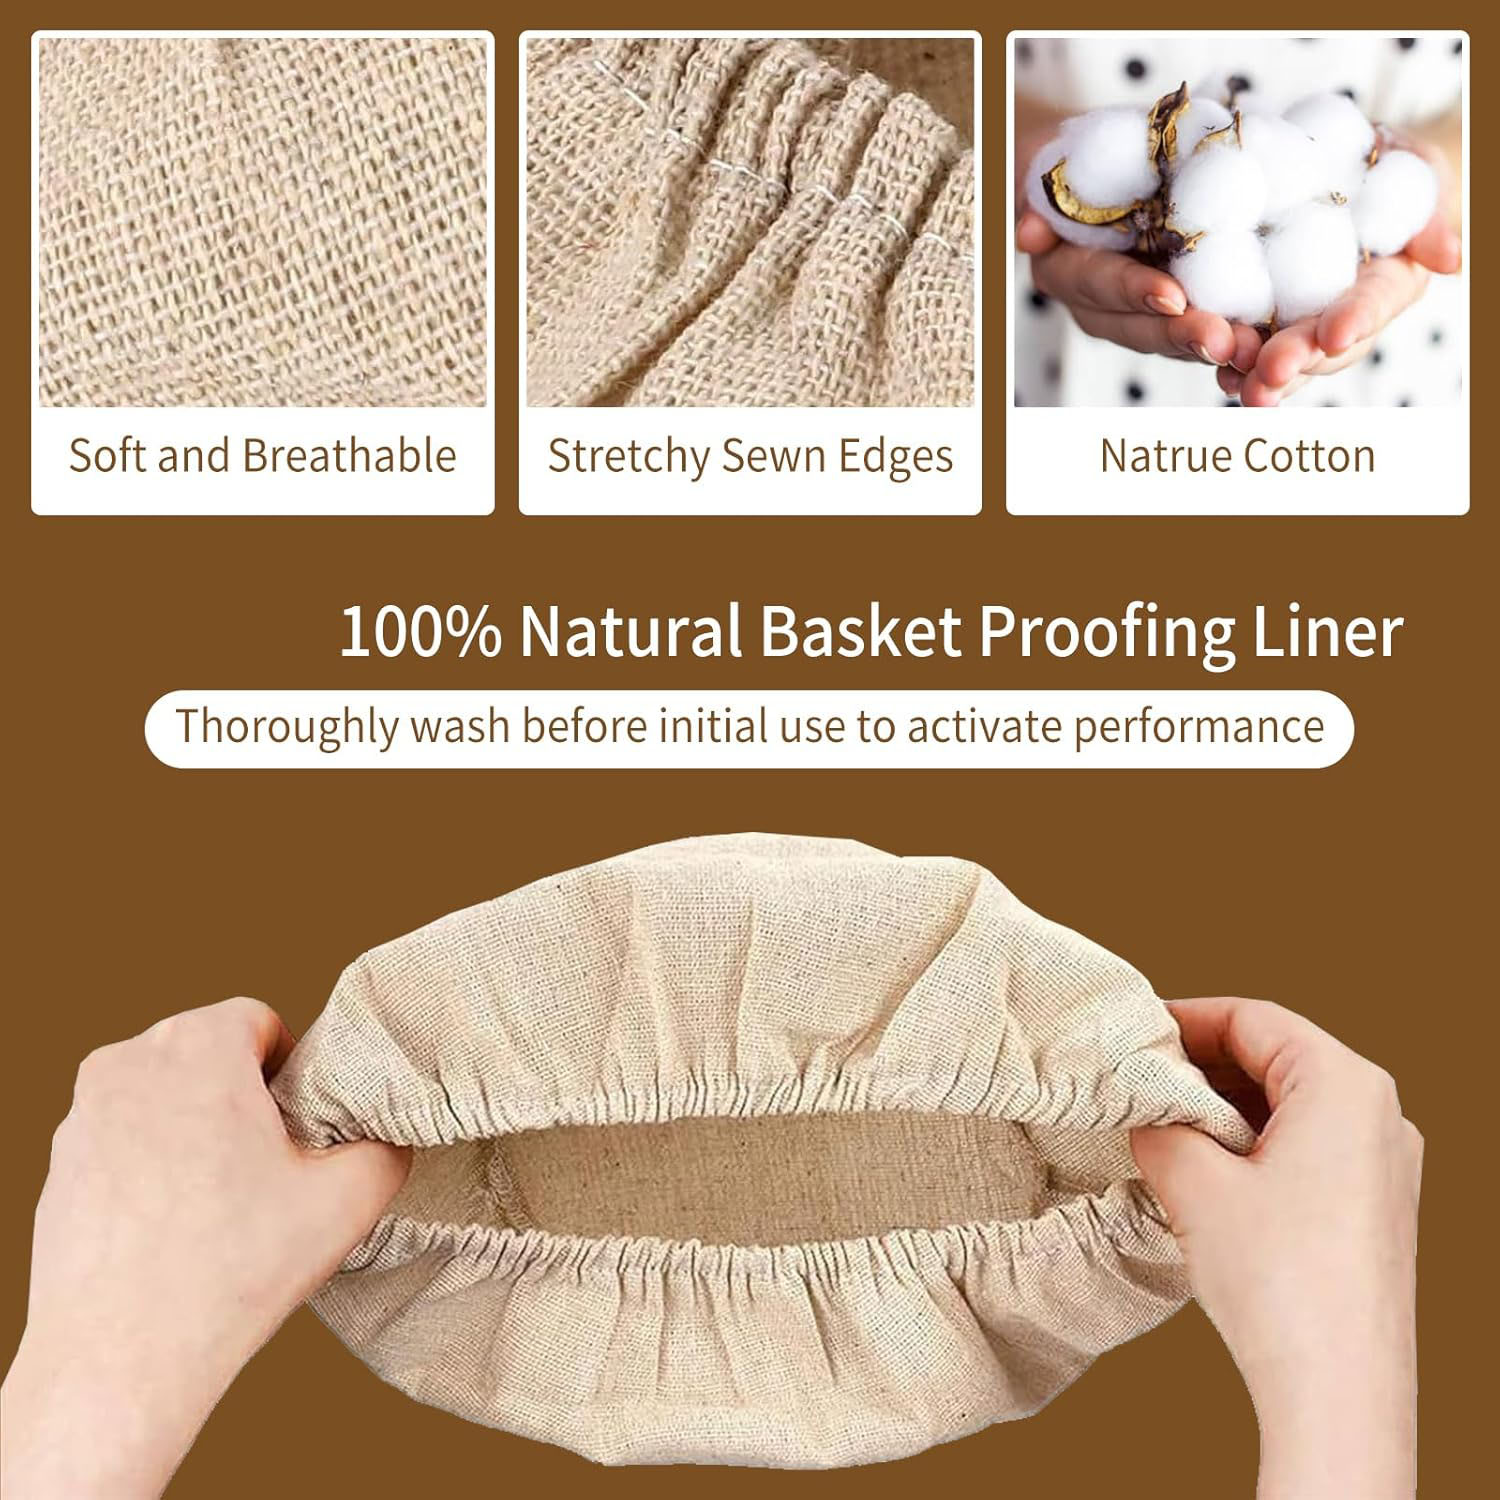 Soft and Breathable
Stretchy Sewn Edges
Natrue Cotton
100% Natural Basket Proofing Liner
Thoroughly wash before initial use to activate performance